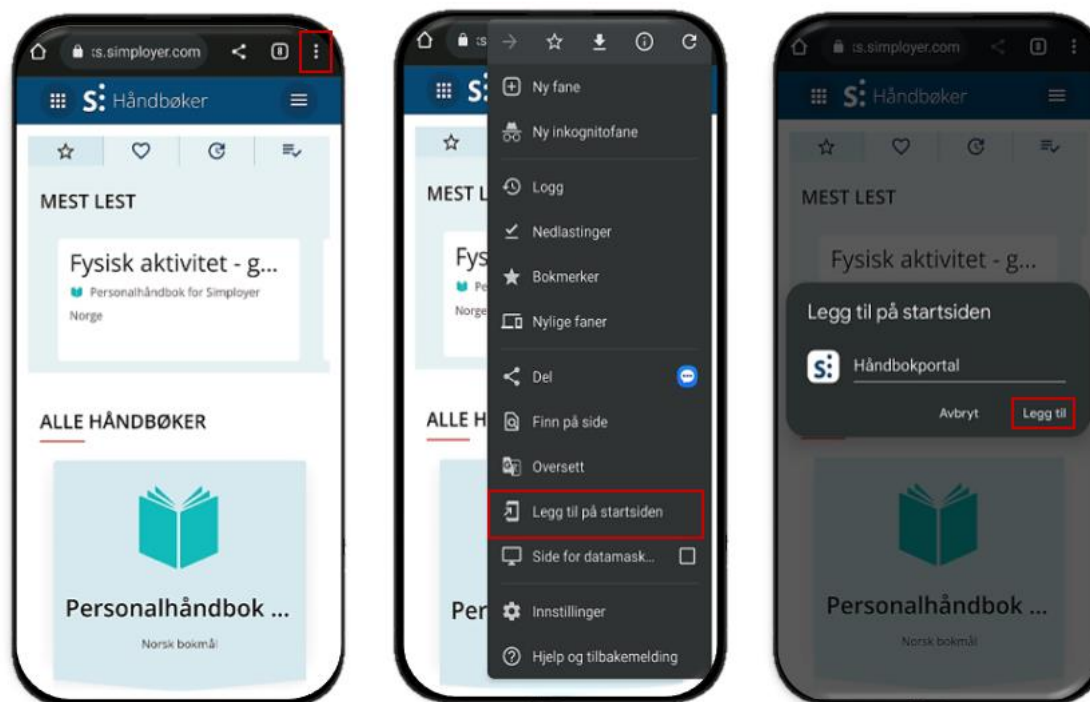 s.simployer.com
8
S: Håndbøker
MEST LEST
Fysisk aktivitet - g...
Personalhåndbok for Simployer
Norge
ALLE HÅNDBØKER
Personalhåndbok ...
Norsk bokmål
S:
MEST L
Fys
Pe
Norge
ALLE H
Per
Ny fane
Ny inkognitofane
Logg
Nedlastinger
Bokmerker
Nylige faner
Del
Finn på side
Oversett
Legg til på startsiden
Side for datamask...
Innstillinger
Hjelp og tilbakemelding
s.simployer.com
8
S: Håndbøker
MEST LEST
Fysisk aktivitet - g...
Legg til på startsiden
S: Håndbokportal
Avbryt Legg til
Personalhåndbok ...
Norsk bokmål